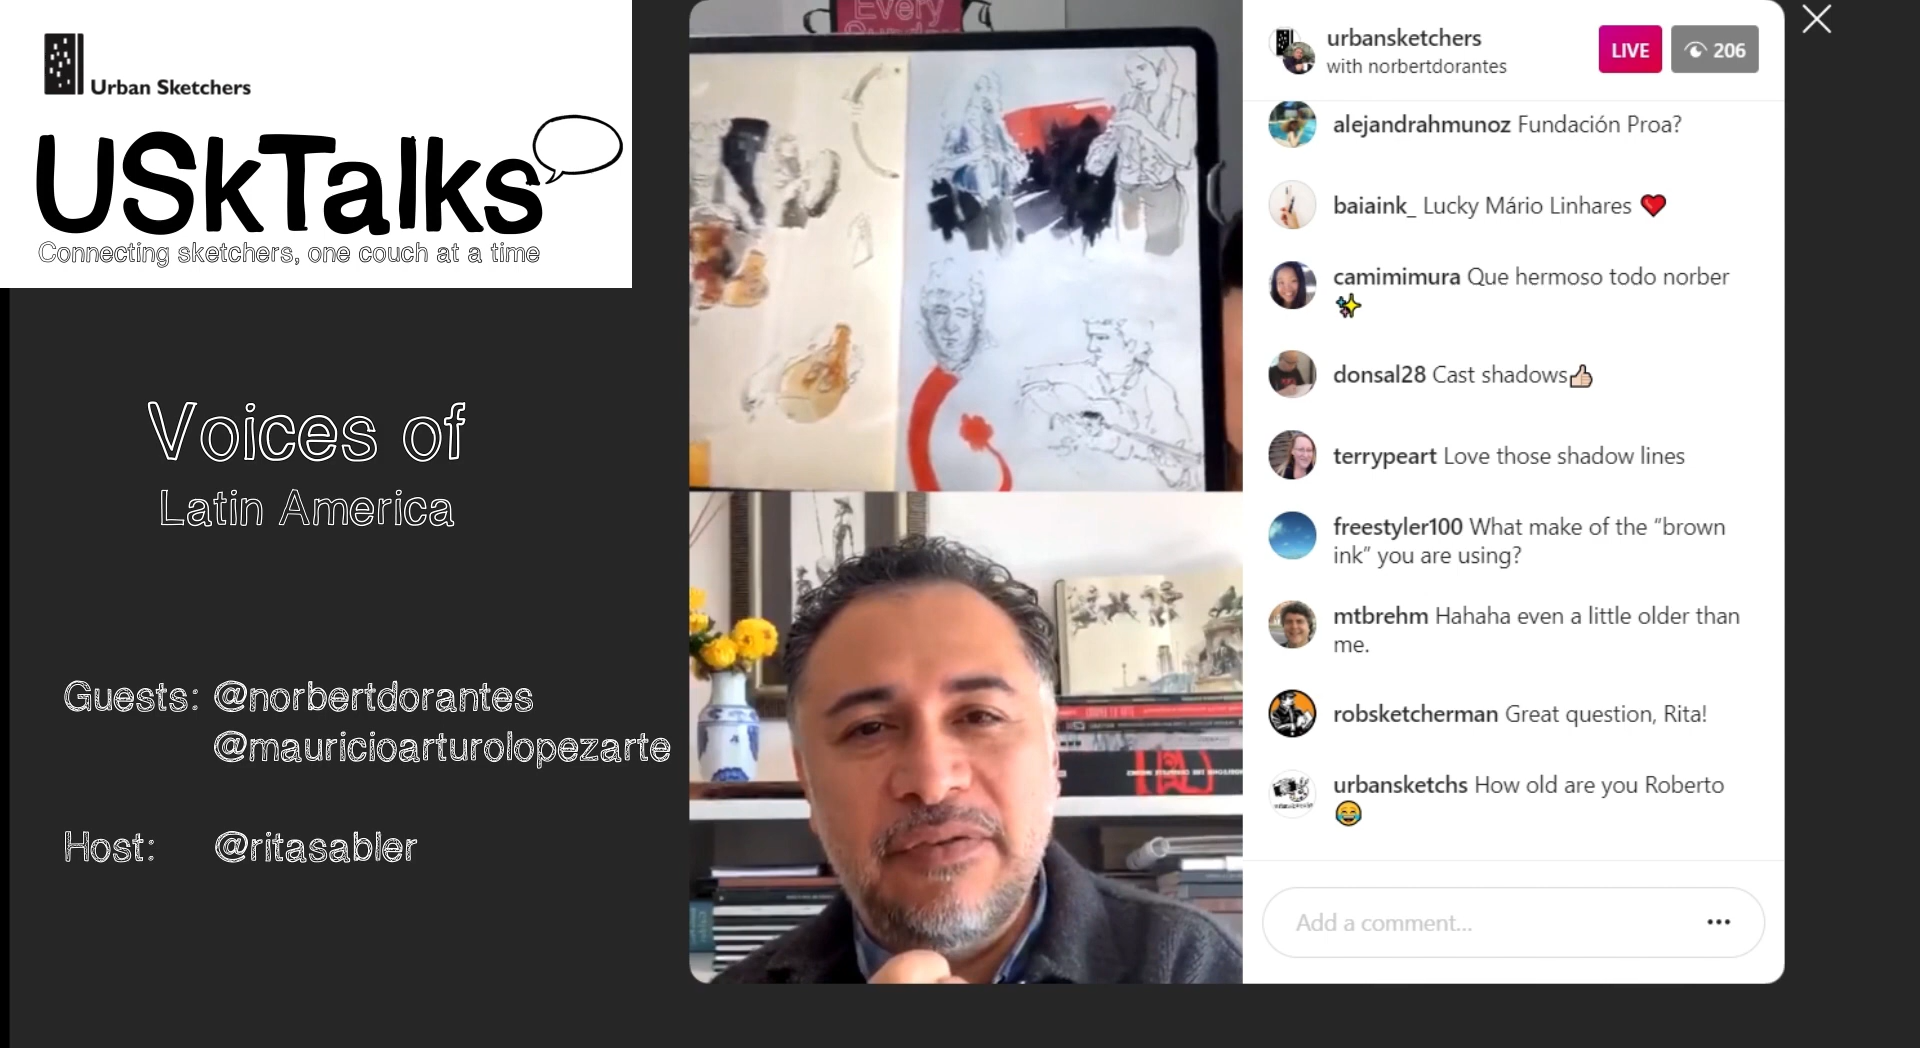 Urban Sketchers
USkTalks
Connecting sketchers, one couch at a time
Voices of
Latin America
Guests: @norbertdorantes
@mauricioarturolopezarte
Host: @ritasabler
Every
Sunday
urbansketchers
with norbertdorantes
LIVE
206
alejandrahmunoz Fundación Proa?
baiaink_ Lucky Mário Linhares ❤️
camimimura Que hermoso todo norber
✨
donsal28 Cast shadows👍🏻
terrypeart Love those shadow lines
freestyler100 What make of the “brown
ink” you are using?
mtbrehm Hahaha even a little older than
me.
robsketcherman Great question, Rita!
urbansketchs How old are you Roberto
😂
Add a comment...